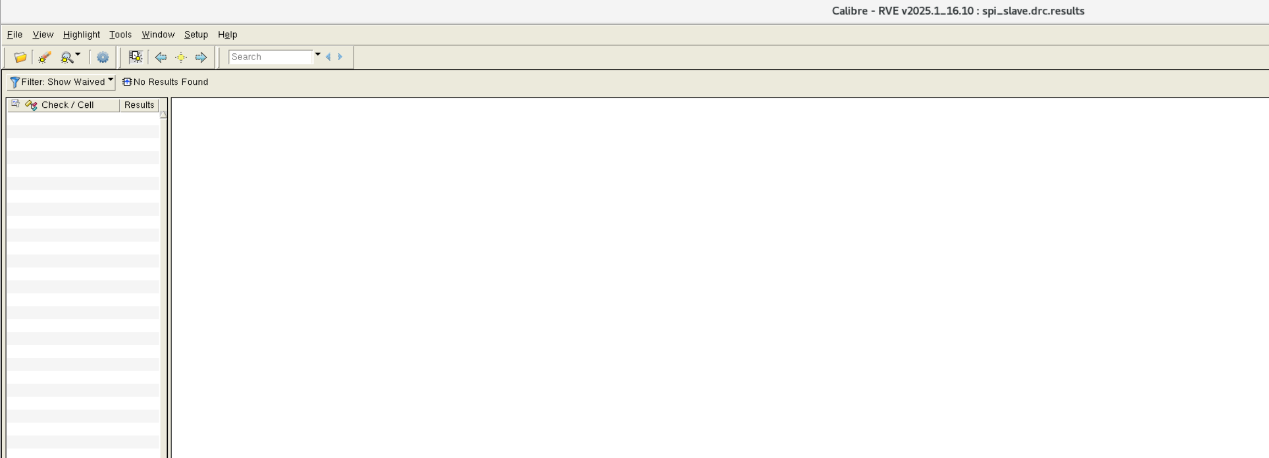 Calibre - RVE v2025.1_16.10 : spi_slave.drc.results
File View Highlight Tools Window Setup Help
Search
Filter: Show Waived No Results Found
Check / Cell Results